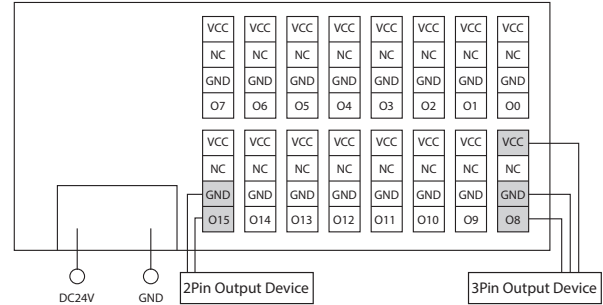 VCC VCC VCC VCC VCC VCC VCC VCC
NC NC NC NC NC NC NC NC
GND GND GND GND GND GND GND GND
O7 O6 O5 O4 O3 O2 O1 O0
VCC VCC VCC VCC VCC VCC VCC VCC
NC NC NC NC NC NC NC NC
GND GND GND GND GND GND GND GND
O15 O14 O13 O12 O11 O10 O9 O8
DC24V GND 2Pin Output Device 3Pin Output Device